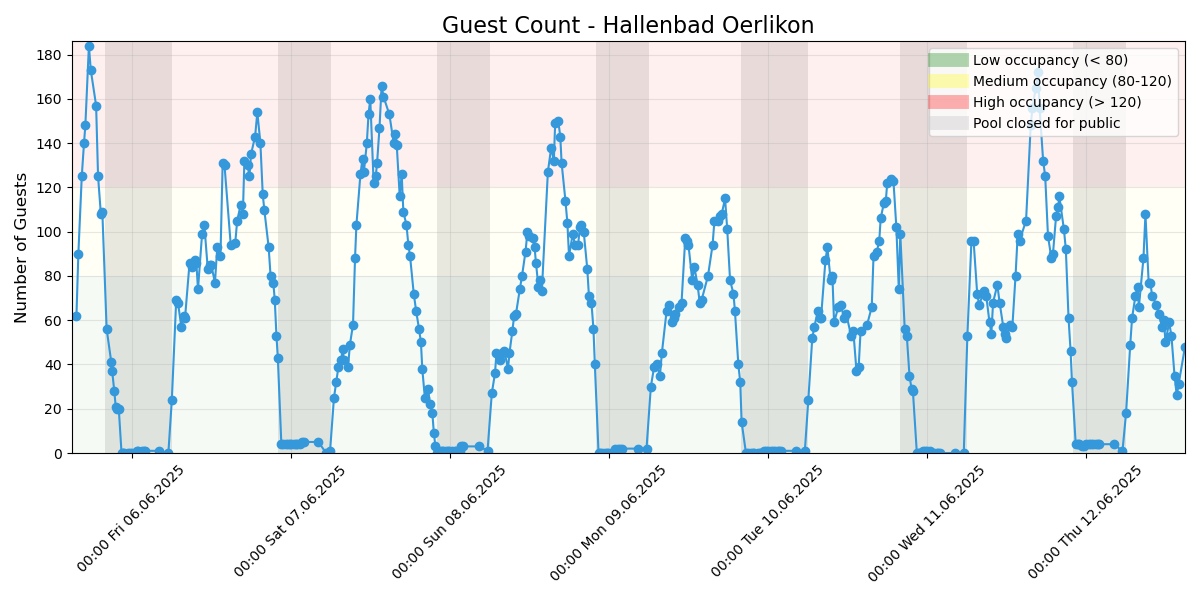 Guest Count - Hallenbad Oerlikon
Number of Guests
180
160
140
120
100
80
60
40
20
0
Low occupancy (< 80)
Medium occupancy (80-120)
High occupancy (> 120)
Pool closed for public
00:00 Fri 06.06.2025
00:00 Sat 07.06.2025
00:00 Sun 08.06.2025
00:00 Mon 09.06.2025
00:00 Tue 10.06.2025
00:00 Wed 11.06.2025
00:00 Thu 12.06.2025